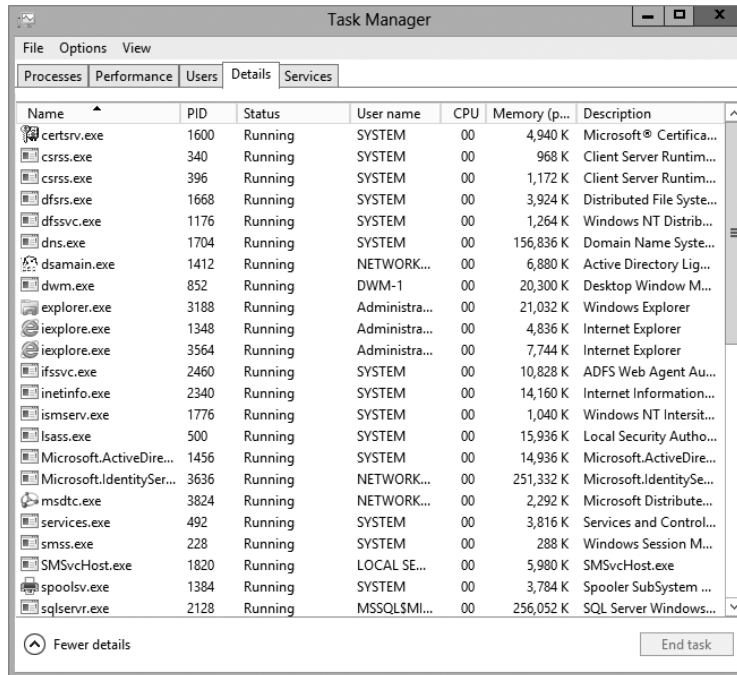 Task Manager
File Options View
Processes Performance Users Details Services
Name PID Status User name CPU Memory (p... Description
certsrv.exe 1600 Running SYSTEM 00 4,940 K Microsoft® Certifica...
csrss.exe 340 Running SYSTEM 00 968 K Client Server Runtim...
csrss.exe 396 Running SYSTEM 00 1,172 K Client Server Runtim...
dfsrs.exe 1668 Running SYSTEM 00 3,924 K Distributed File Syste...
dfssvc.exe 1176 Running SYSTEM 00 1,264 K Windows NT Distrib...
dns.exe 1704 Running SYSTEM 00 156,836 K Domain Name Syste...
dsamain.exe 1412 Running NETWORK... 00 6,880 K Active Directory Lig...
dwm.exe 852 Running DWM-1 00 20,300 K Desktop Window M...
explorer.exe 3188 Running Administra... 00 21,032 K Windows Explorer
iexplore.exe 1348 Running Administra... 00 4,836 K Internet Explorer
iexplore.exe 3564 Running Administra... 00 7,744 K Internet Explorer
ifssvc.exe 2460 Running SYSTEM 00 10,828 K ADFS Web Agent Au...
inetinfo.exe 2340 Running SYSTEM 00 14,160 K Internet Information...
ismserv.exe 1776 Running SYSTEM 00 1,040 K Windows NT Intersit...
lsass.exe 500 Running SYSTEM 00 15,936 K Local Security Autho...
Microsoft.ActiveDire... 1456 Running SYSTEM 00 14,936 K Microsoft.ActiveDire...
Microsoft.IdentitySer... 3636 Running NETWORK... 00 251,332 K Microsoft.IdentitySe...
msdtc.exe 3824 Running NETWORK... 00 2,292 K Microsoft Distribute...
services.exe 492 Running SYSTEM 00 3,816 K Services and Control...
smss.exe 228 Running SYSTEM 00 288 K Windows Session M...
SMSvcHost.exe 1820 Running LOCAL SE... 00 5,980 K SMSvcHost.exe
spoolsv.exe 1384 Running SYSTEM 00 3,784 K Spooler SubSystem ...
sqlservr.exe 2128 Running MSSQL$MI... 00 256,052 K SQL Server Windows...
Fewer details End task